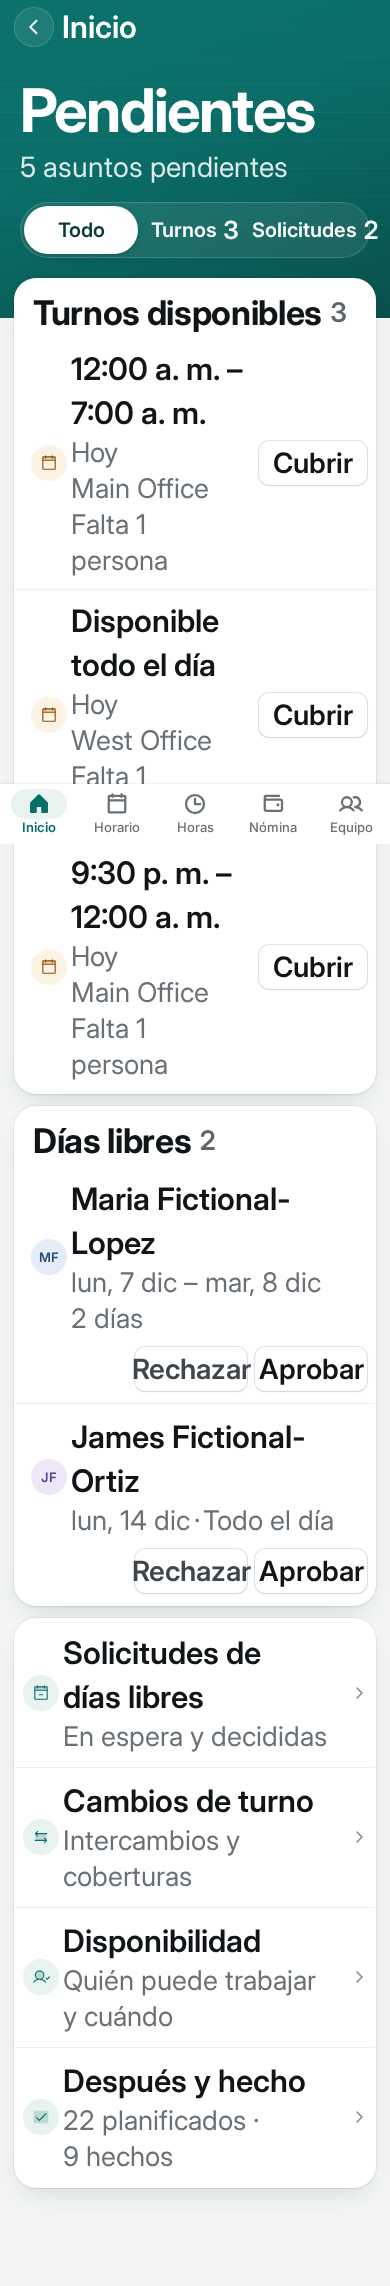 Inicio
Pendientes
5 asuntos pendientes
Todo
Turnos 3
Solicitudes 2
Turnos disponibles 3
12:00 a. m. –
7:00 a. m.
Hoy
Main Office
Falta 1
persona
Cubrir
Disponible
todo el día
Hoy
West Office
Falta 1
Cubrir
Inicio
Horario
Horas
Nómina
Equipo
9:30 p. m. –
12:00 a. m.
Hoy
Main Office
Falta 1
persona
Cubrir
Días libres 2
MF
Maria Fictional-
Lopez
lun, 7 dic – mar, 8 dic
2 días
Rechazar
Aprobar
JF
James Fictional-
Ortiz
lun, 14 dic · Todo el día
Rechazar
Aprobar
Solicitudes de
días libres
En espera y decididas
Cambios de turno
Intercambios y
coberturas
Disponibilidad
Quién puede trabajar
y cuándo
Después y hecho
22 planificados ·
9 hechos